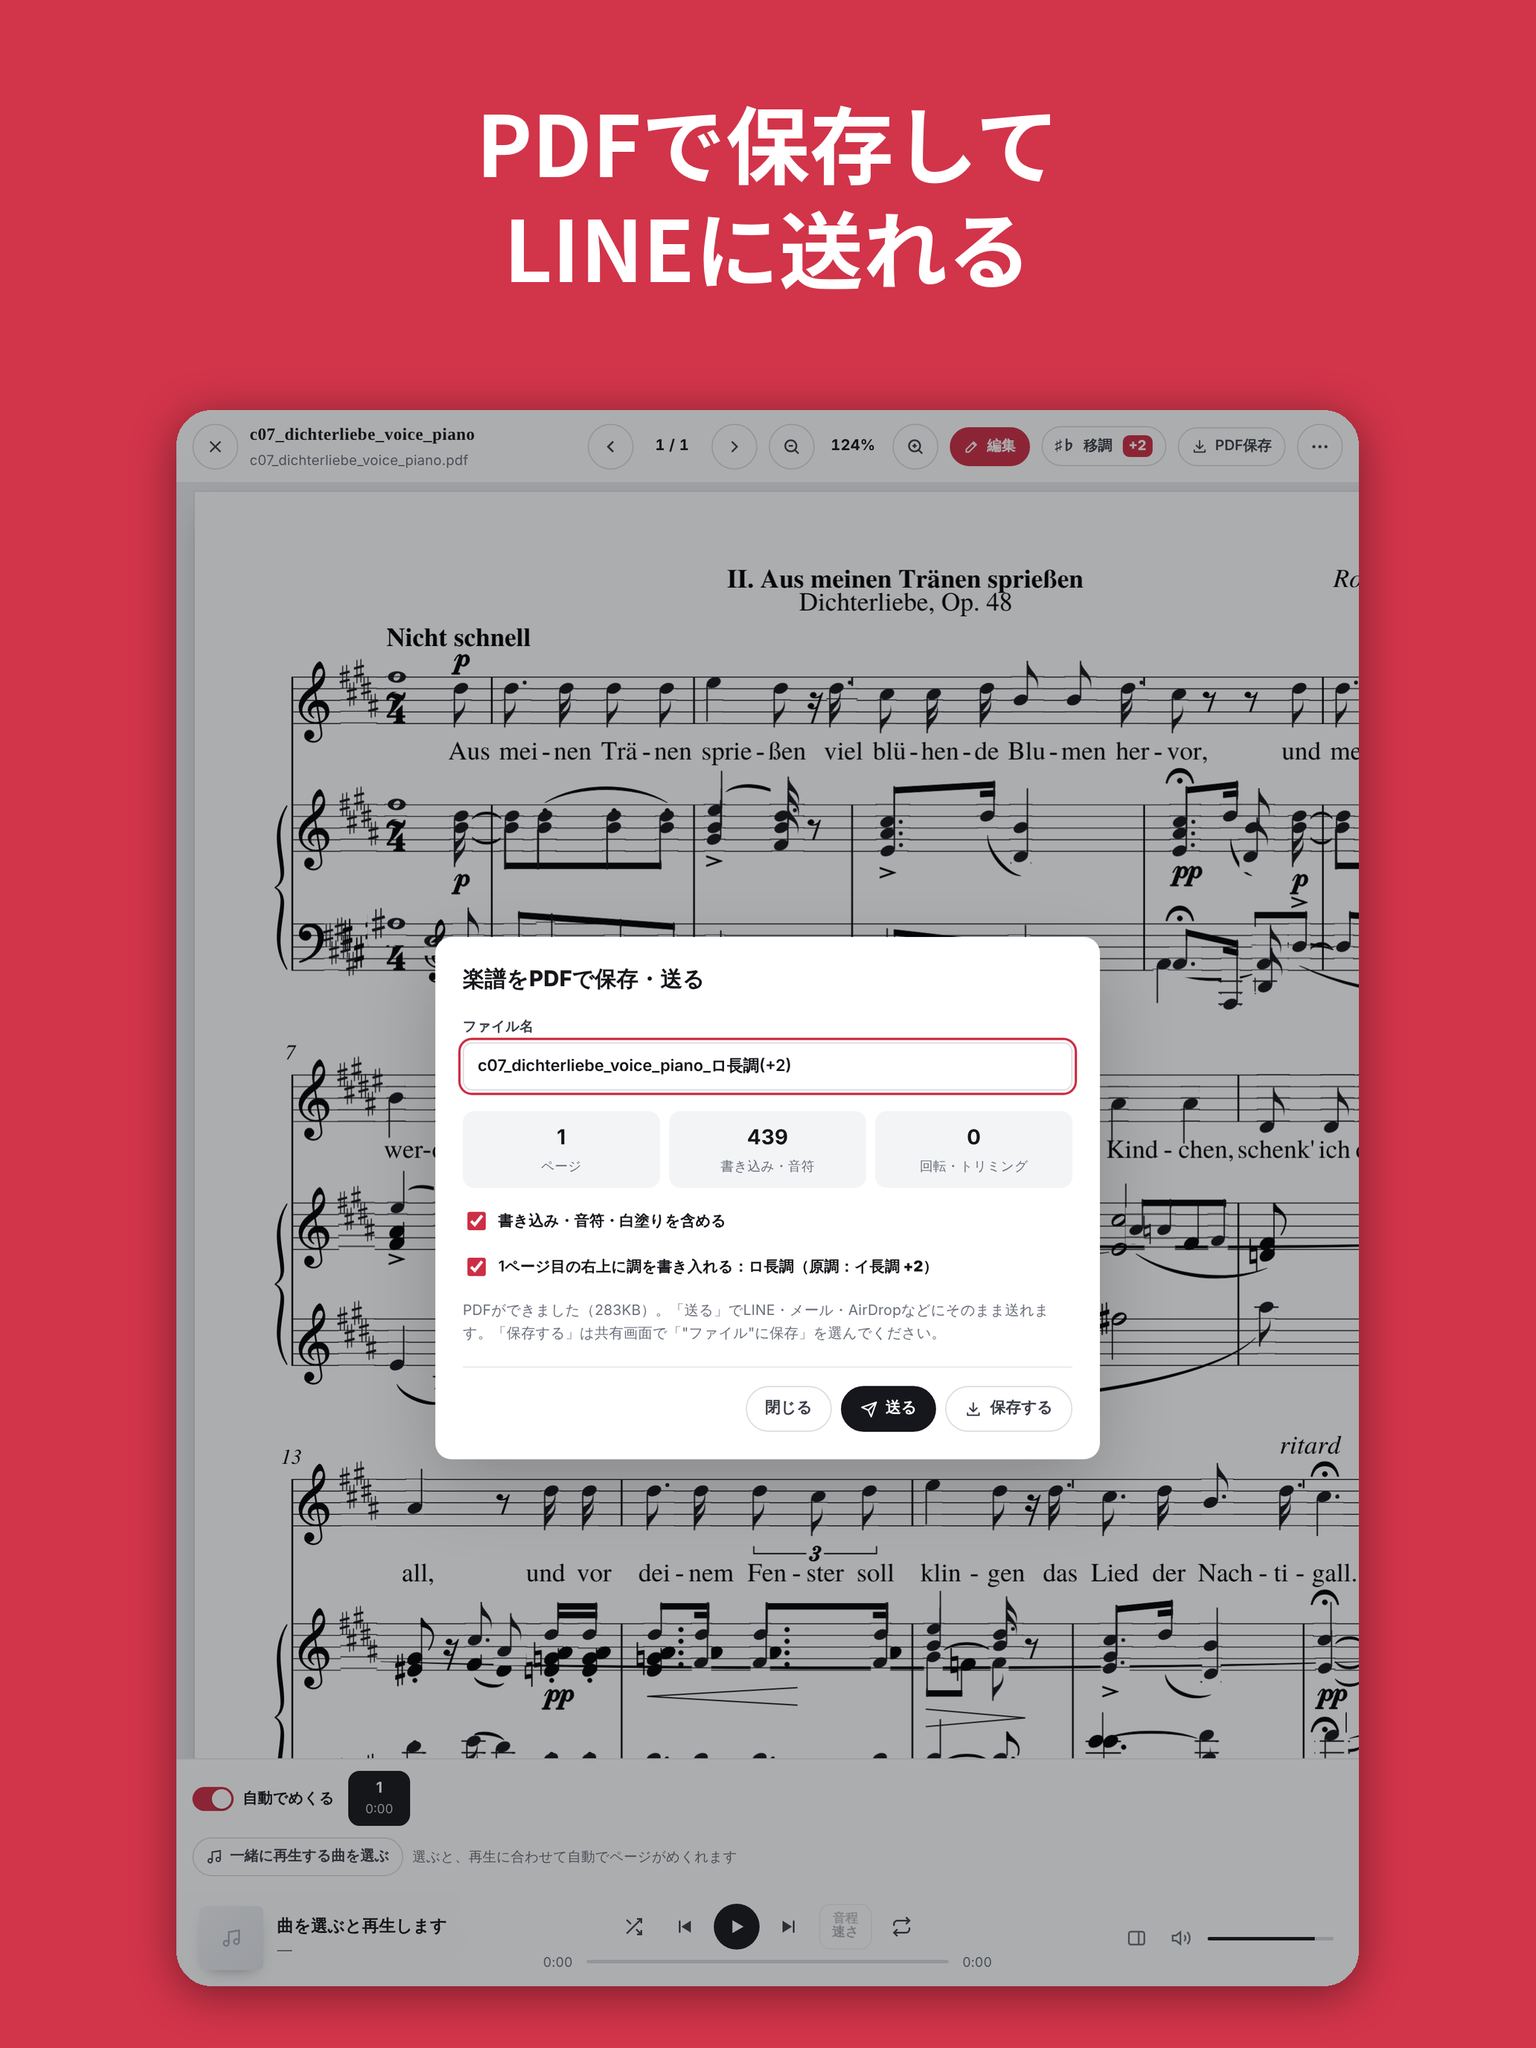 PDFで保存して
LINEに送れる
c07_dichterliebe_voice_piano
c07_dichterliebe_voice_piano.pdf
1 / 1
124%
編集
移調
+2
PDF保存
II. Aus meinen Tränen sprießen
Dichterliebe, Op. 48
Ro
Nicht schnell
p
Aus mei-nen Trä-nen sprie-ßen viel blü-hen-de Blu-men her-vor, und me
p
pp
p
7
wer-
Kind-chen, schenk' ich
楽譜をPDFで保存・送る
ファイル名
c07_dichterliebe_voice_piano_ロ長調(+2)
1
ページ
439
書き込み・音符
0
回転・トリミング
書き込み・音符・白塗りを含める
1ページ目の右上に調を書き入れる：ロ長調（原調：イ長調 +2）
PDFができました（283KB）。「送る」でLINE・メール・AirDropなどにそのまま送れま
す。「保存する」は共有画面で「"ファイル"に保存」を選んでください。
閉じる
送る
保存する
13
ritard
3
all, und vor dei-nem Fen-ster soll klin-gen das Lied der Nach-ti-gall.
pp
pp
自動でめくる
1
0:00
一緒に再生する曲を選ぶ
選ぶと、再生に合わせて自動でページがめくれます
曲を選ぶと再生します
—
音程
速さ
0:00
0:00